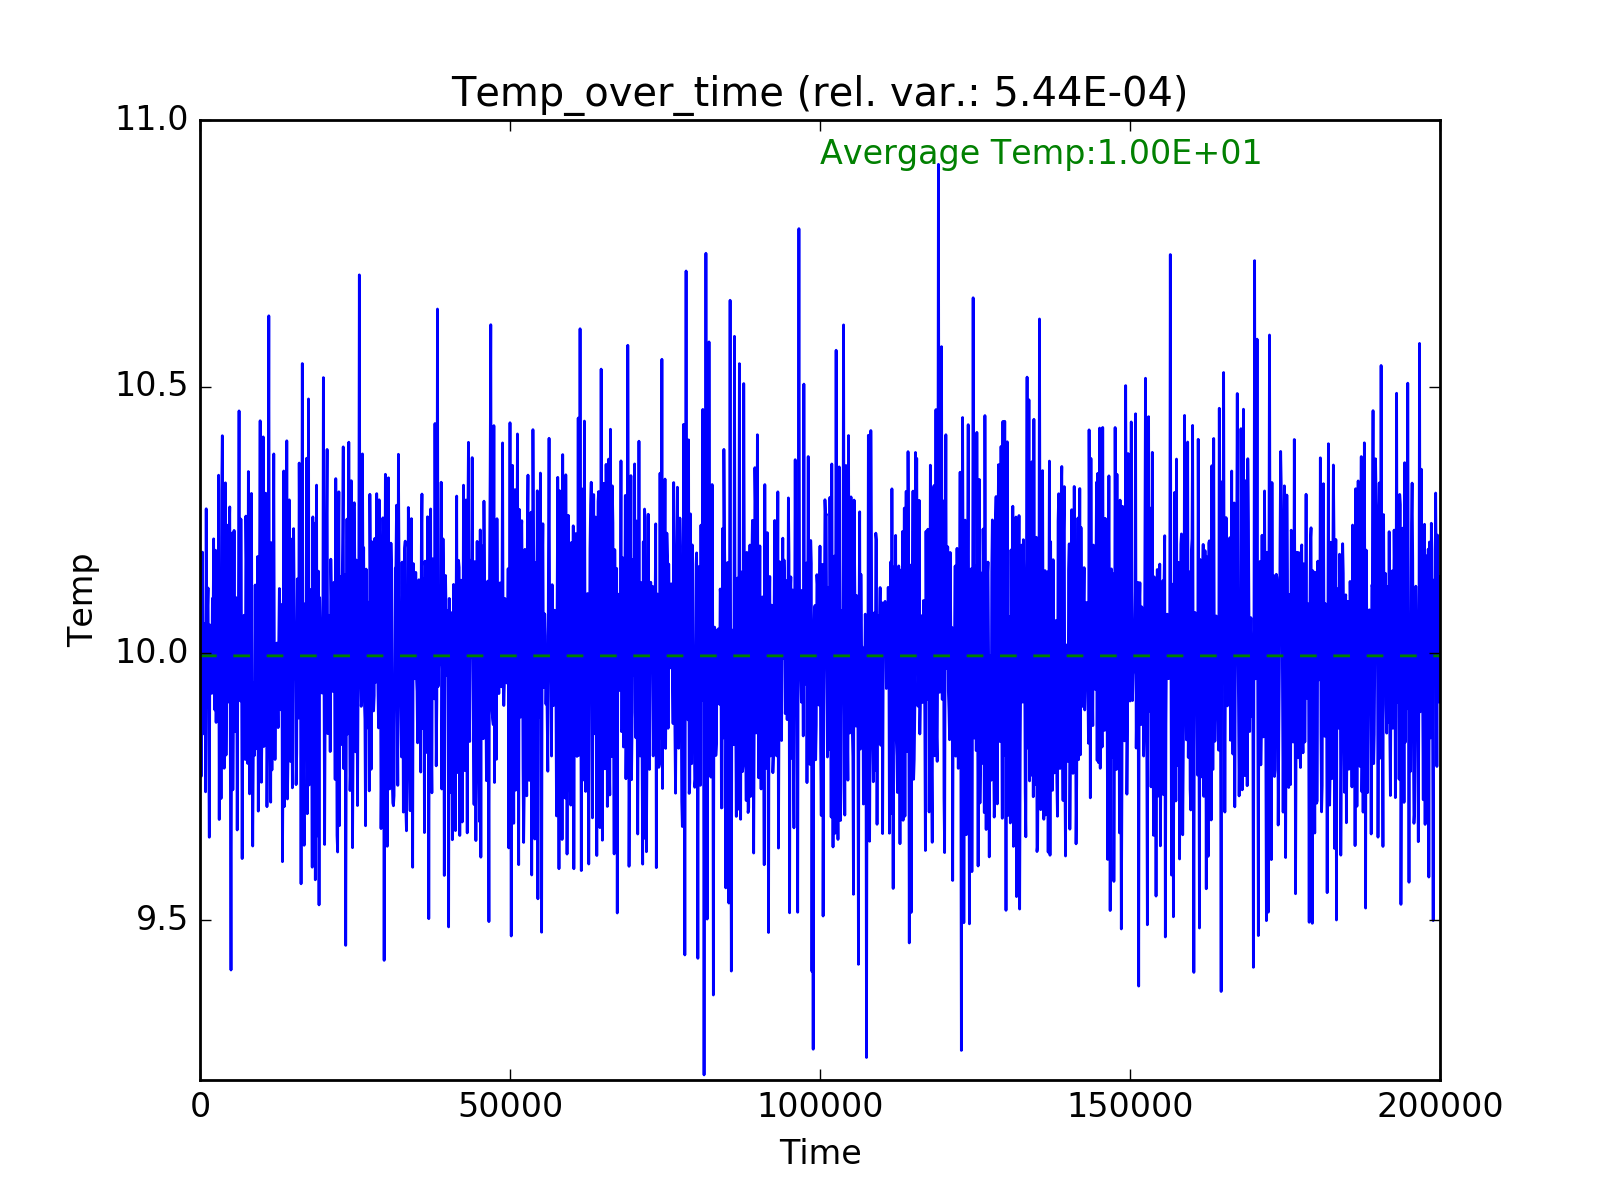 Temp_over_time (rel. var.: 5.44E-04)
Avergage Temp:1.00E+01
11.0
10.5
10.0
9.5
Temp
0 50000 100000 150000 200000
Time